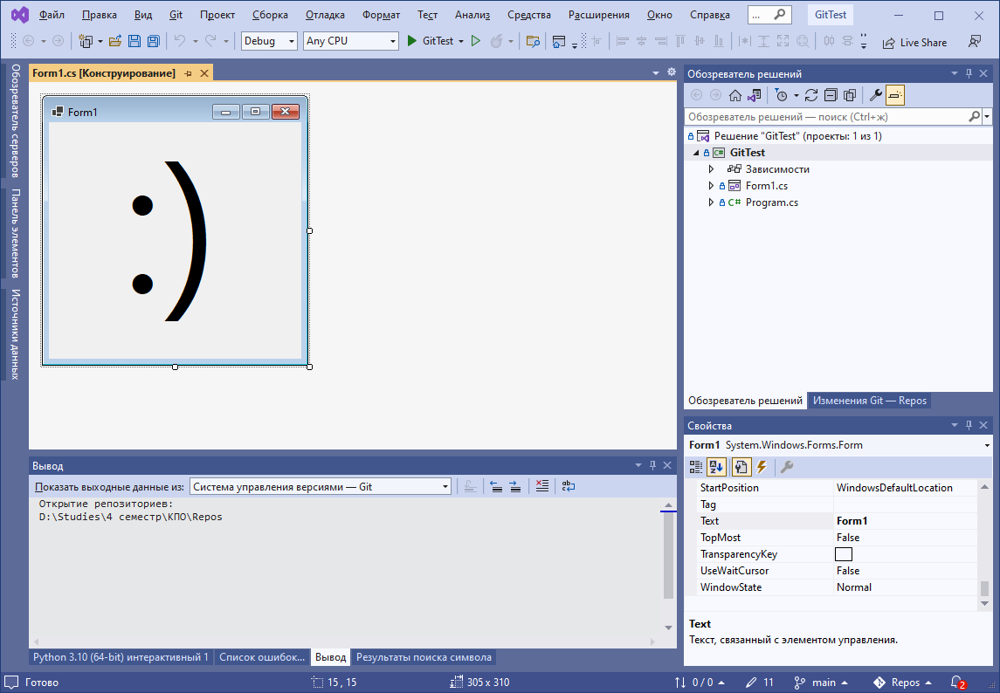 Файл Правка Вид Git Проект Сборка Отладка Формат Тест Анализ Средства Расширения Окно Справка ... GitTest
Debug Any CPU GitTest Live Share
Обозреватель серверов
Панель элементов
Источники данных
Form1.cs [Конструирование]
Form1
:)
Обозреватель решений
Обозреватель решений — поиск (Ctrl+ж)
Решение "GitTest" (проекты: 1 из 1)
C# GitTest
Зависимости
Form1.cs
C# Program.cs
Обозреватель решений Изменения Git — Repos
Свойства
Form1 System.Windows.Forms.Form
StartPosition WindowsDefaultLocation
Tag
Text Form1
TopMost False
TransparencyKey
UseWaitCursor False
WindowState Normal
Text
Текст, связанный с элементом управления.
Вывод
Показать выходные данные из: Система управления версиями — Git
Открытие репозиториев:
D:\Studies\4 семестр\КПО\Repos
Python 3.10 (64-bit) интерактивный 1 Список ошибок... Вывод Результаты поиска символа
Готово 15 , 15 305 x 310 0 / 0 11 main Repos 2